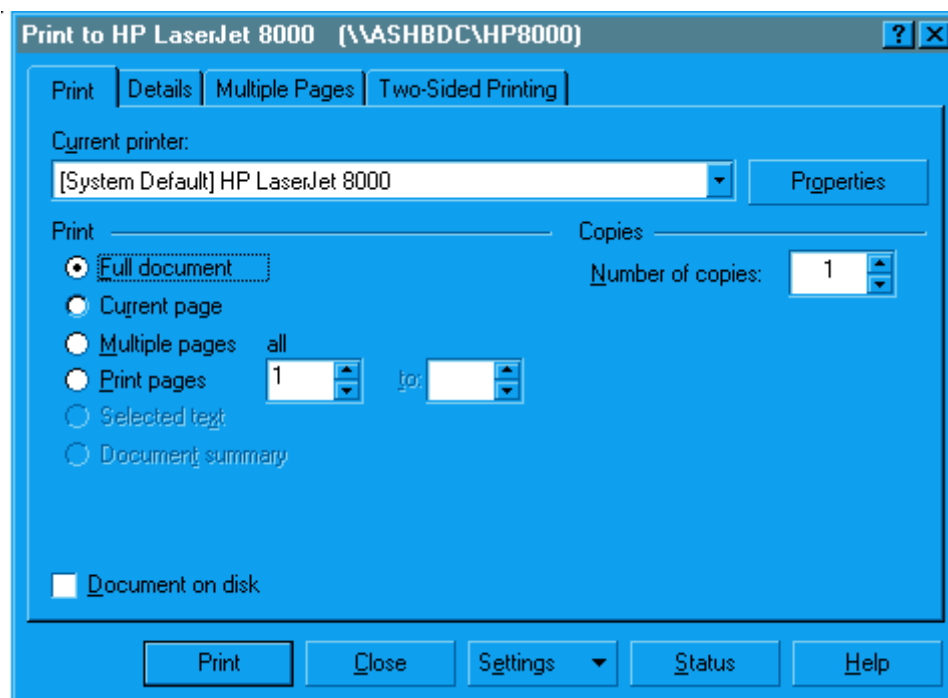 Print to HP LaserJet 8000 (\\ASHBDC\HP8000)
Print Details Multiple Pages Two-Sided Printing
Current printer:
[System Default] HP LaserJet 8000 Properties
Print Copies
Full document Number of copies: 1
Current page
Multiple pages all
Print pages 1 to:
Selected text
Document summary
Document on disk
Print Close Settings Status Help